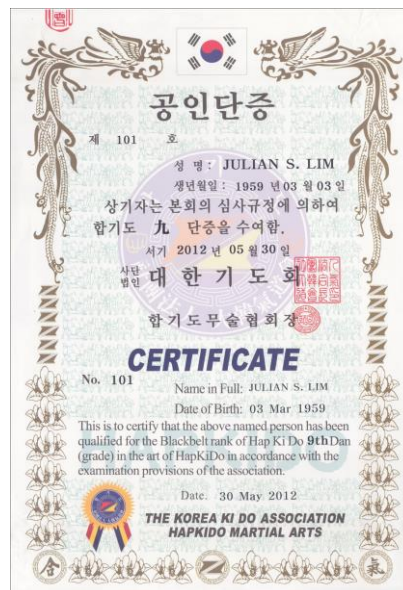 공인단증
제 101 호
성 명 : JULIAN S. LIM
생년월일 : 1959 년 03 월 03 일
상기자는 본회의 심사규정에 의하여
합기도 九 단증을 수여함.
서기 2012 년 05 월 30 일
사단법인 대한기도회
합기도무술협회장
CERTIFICATE
No. 101
Name in Full: JULIAN S. LIM
Date of Birth: 03 Mar 1959
This is to certify that the above named person has been
qualified for the Blackbelt rank of Hap Ki Do 9thDan
(grade) in the art of HapKiDo in accordance with the
examination provisions of the association.
Date. 30 May 2012
THE KOREA KI DO ASSOCIATION
HAPKIDO MARTIAL ARTS
合 氣